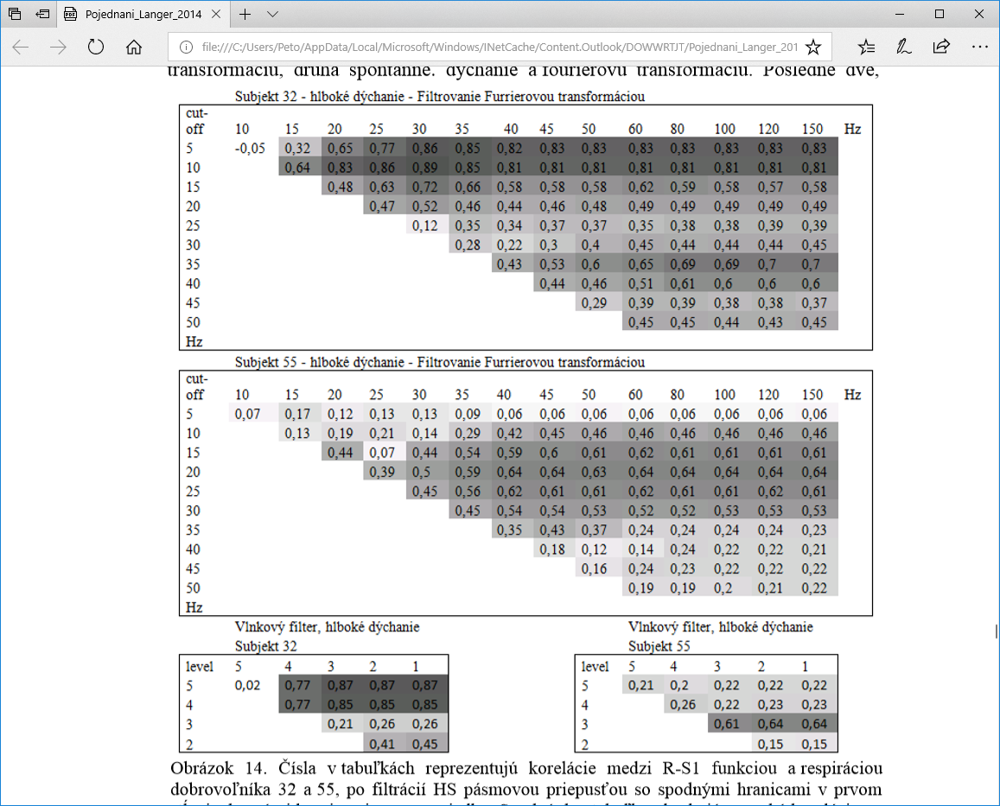 Pojednani_Langer_2014
file:///C:/Users/Peto/AppData/Local/Microsoft/Windows/INetCache/Content.Outlook/DOWWRTJT/Pojednani_Langer_201
transformáciu, druhá spontánne. dýchanie a fourierovu transformáciu. Posledné dve,
Subjekt 32 - hlboké dýchanie - Filtrovanie Furrierovou transformáciou
cut-
off 10 15 20 25 30 35 40 45 50 60 80 100 120 150 Hz
5 -0,05 0,32 0,65 0,77 0,86 0,85 0,82 0,83 0,83 0,83 0,83 0,83 0,83 0,83
10 0,64 0,83 0,86 0,89 0,85 0,81 0,81 0,81 0,81 0,81 0,81 0,81 0,81
15 0,48 0,63 0,72 0,66 0,58 0,58 0,58 0,62 0,59 0,58 0,57 0,58
20 0,47 0,52 0,46 0,44 0,46 0,48 0,49 0,49 0,49 0,49 0,49
25 0,12 0,35 0,34 0,37 0,37 0,35 0,38 0,38 0,39 0,39
30 0,28 0,22 0,3 0,4 0,45 0,44 0,44 0,44 0,45
35 0,43 0,53 0,6 0,65 0,69 0,69 0,7 0,7
40 0,44 0,46 0,51 0,61 0,6 0,6 0,6
45 0,29 0,39 0,39 0,38 0,38 0,37
50 0,45 0,45 0,44 0,43 0,45
Hz
Subjekt 55 - hlboké dýchanie - Filtrovanie Furrierovou transformáciou
cut-
off 10 15 20 25 30 35 40 45 50 60 80 100 120 150 Hz
5 0,07 0,17 0,12 0,13 0,13 0,09 0,06 0,06 0,06 0,06 0,06 0,06 0,06 0,06
10 0,13 0,19 0,21 0,14 0,29 0,42 0,45 0,46 0,46 0,46 0,46 0,46 0,46
15 0,44 0,07 0,44 0,54 0,59 0,6 0,61 0,62 0,61 0,61 0,61 0,61
20 0,39 0,5 0,59 0,64 0,64 0,63 0,64 0,64 0,64 0,64 0,64
25 0,45 0,56 0,62 0,61 0,61 0,62 0,61 0,61 0,62 0,61
30 0,45 0,54 0,54 0,53 0,52 0,52 0,53 0,53 0,53
35 0,35 0,43 0,37 0,24 0,24 0,24 0,24 0,23
40 0,18 0,12 0,14 0,24 0,22 0,22 0,21
45 0,16 0,24 0,23 0,22 0,22 0,22
50 0,19 0,19 0,2 0,21 0,22
Hz
Vlnkový filter, hlboké dýchanie
Subjekt 32
level 5 4 3 2 1
5 0,02 0,77 0,87 0,87 0,87
4 0,77 0,85 0,85 0,85
3 0,21 0,26 0,26
2 0,41 0,45
Vlnkový filter, hlboké dýchanie
Subjekt 55
level 5 4 3 2 1
5 0,21 0,2 0,22 0,22 0,22
4 0,26 0,22 0,23 0,23
3 0,61 0,64 0,64
2 0,15 0,15
Obrázok 14. Čísla v tabuľkách reprezentujú korelácie medzi R-S1 funkciou a respiráciou
dobrovoľníka 32 a 55, po filtrácií HS pásmovou priepusťou so spodnými hranicami v prvom